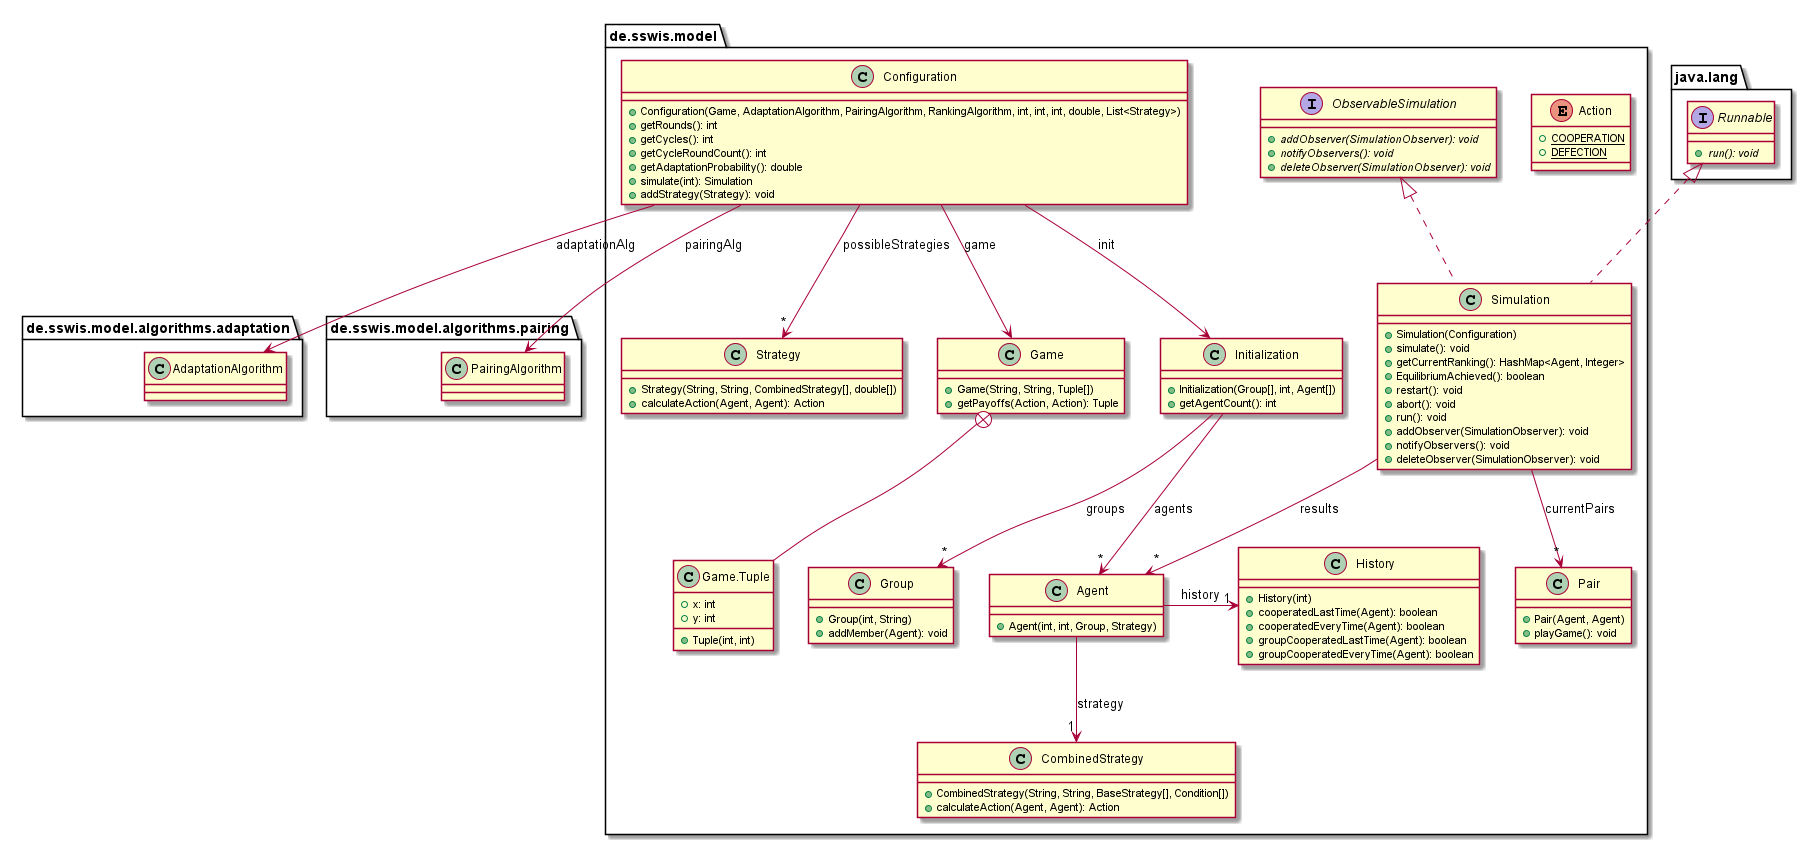 de.sswis.model
C Configuration
Configuration(Game, AdaptationAlgorithm, PairingAlgorithm, RankingAlgorithm, int, int, int, double, List<Strategy>)
getRounds(): int
getCycles(): int
getCycleRoundCount(): int
getAdaptationProbability(): double
simulate(int): Simulation
addStrategy(Strategy): void
I ObservableSimulation
addObserver(SimulationObserver): void
notifyObservers(): void
deleteObserver(SimulationObserver): void
E Action
COOPERATION
DEFECTION
java.lang
I Runnable
run(): void
adaptationAlg
pairingAlg
possibleStrategies
game
init
*
de.sswis.model.algorithms.adaptation
C AdaptationAlgorithm
de.sswis.model.algorithms.pairing
C PairingAlgorithm
C Strategy
Strategy(String, String, CombinedStrategy[], double[])
calculateAction(Agent, Agent): Action
C Game
Game(String, String, Tuple[])
getPayoffs(Action, Action): Tuple
C Initialization
Initialization(Group[], int, Agent[])
getAgentCount(): int
C Simulation
Simulation(Configuration)
simulate(): void
getCurrentRanking(): HashMap<Agent, Integer>
EquilibriumAchieved(): boolean
restart(): void
abort(): void
run(): void
addObserver(SimulationObserver): void
notifyObservers(): void
deleteObserver(SimulationObserver): void
groups
agents
results
currentPairs
*
*
*
*
C Game.Tuple
x: int
y: int
Tuple(int, int)
C Group
Group(int, String)
addMember(Agent): void
C Agent
Agent(int, int, Group, Strategy)
history
1
C History
History(int)
cooperatedLastTime(Agent): boolean
cooperatedEveryTime(Agent): boolean
groupCooperatedLastTime(Agent): boolean
groupCooperatedEveryTime(Agent): boolean
C Pair
Pair(Agent, Agent)
playGame(): void
strategy
1
C CombinedStrategy
CombinedStrategy(String, String, BaseStrategy[], Condition[])
calculateAction(Agent, Agent): Action